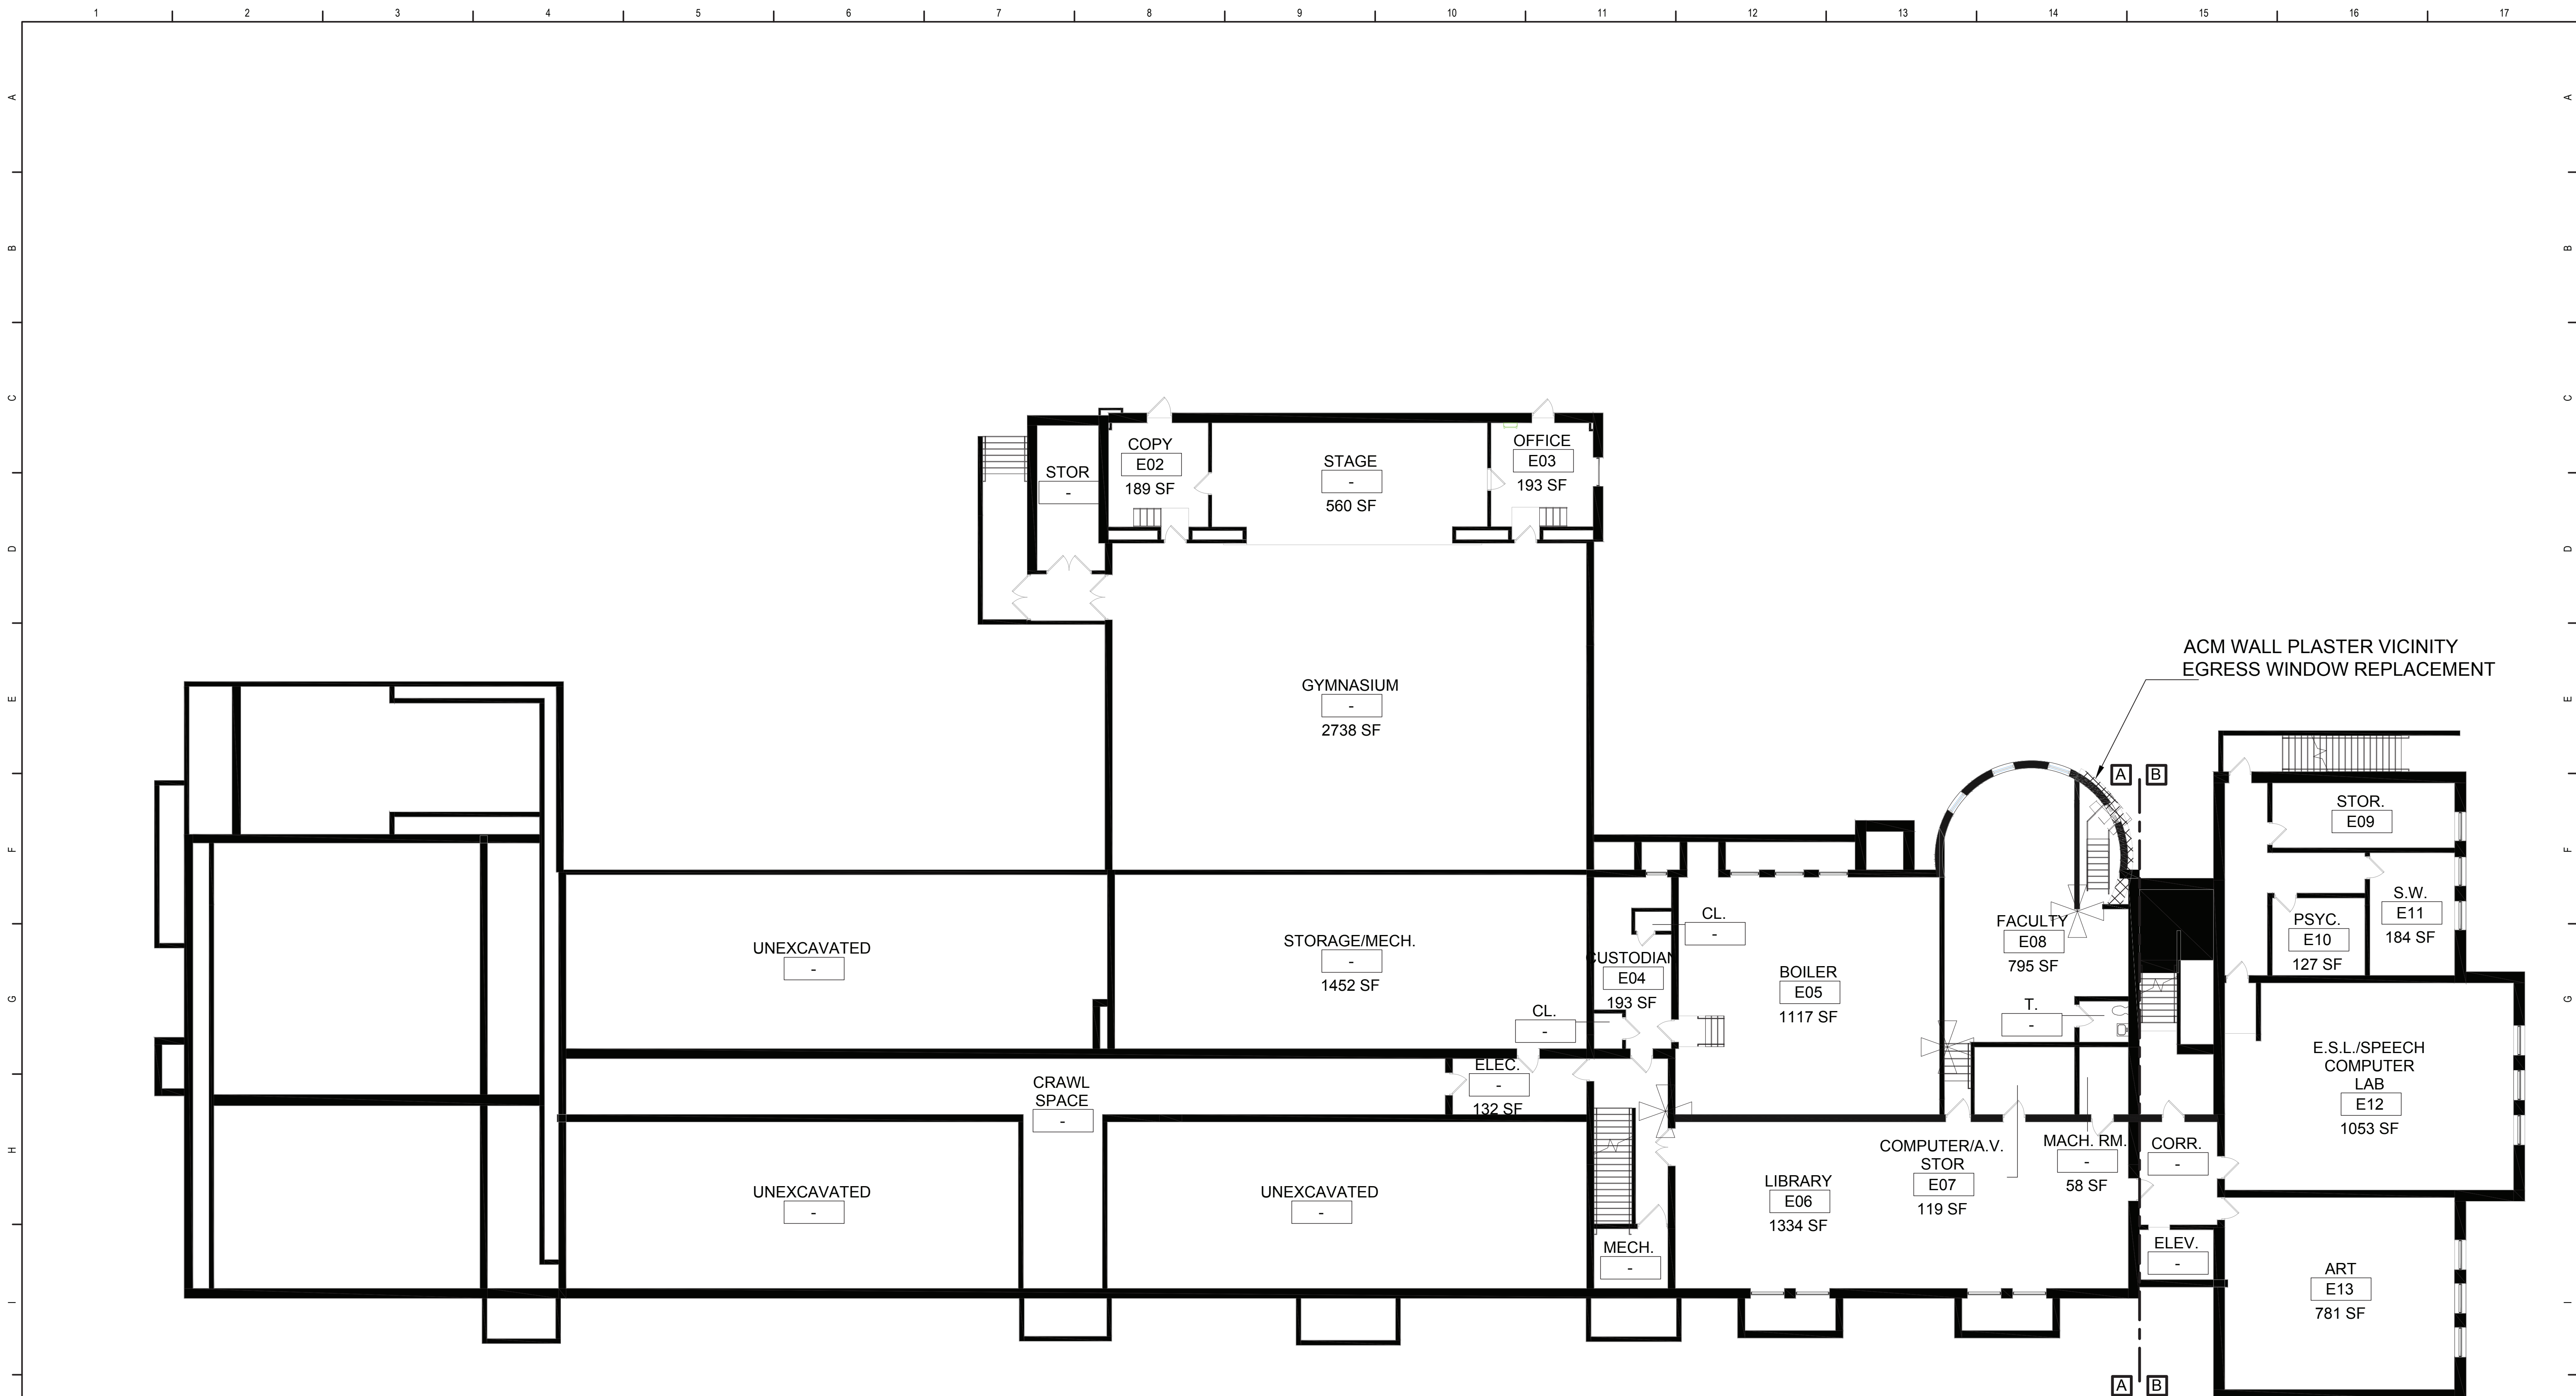 1 2 3 4 5 6 7 8 9 10 11 12 13 14 15 16 17
A A
B B
C C
D D
E E
F F
G G
H H
I I
COPY
E02
189 SF
STOR
-
STAGE
-
560 SF
OFFICE
E03
193 SF
GYMNASIUM
-
2738 SF
ACM WALL PLASTER VICINITY
EGRESS WINDOW REPLACEMENT
A B
STOR.
E09
S.W.
E11
184 SF
PSYC.
E10
127 SF
UNEXCAVATED
-
STORAGE/MECH.
-
1452 SF
CL.
-
CUSTODIAN
E04
193 SF
CL.
-
BOILER
E05
1117 SF
FACULTY
E08
795 SF
T.
-
E.S.L./SPEECH
COMPUTER
LAB
E12
1053 SF
CRAWL
SPACE
-
ELEC.
-
132 SF
UNEXCAVATED
-
UNEXCAVATED
-
MECH.
-
LIBRARY
E06
1334 SF
COMPUTER/A.V.
STOR
E07
119 SF
MACH. RM.
-
58 SF
CORR.
-
ELEV.
-
ART
E13
781 SF
A B